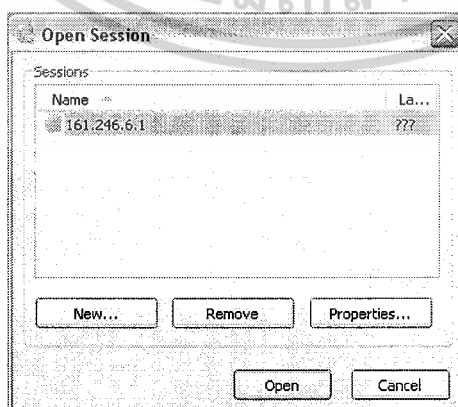 Open Session
Sessions
Name La...
161.246.6.1 ???
New... Remove Properties...
Open Cancel